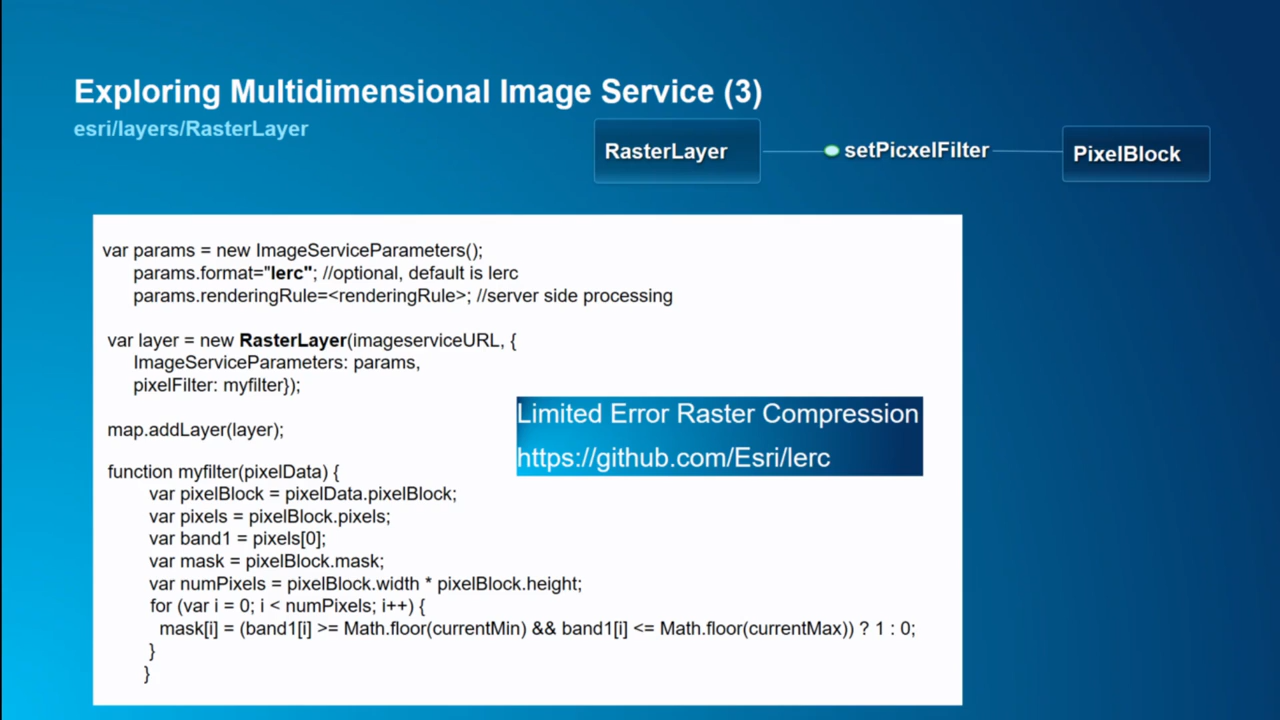 Exploring Multidimensional Image Service (3)
esri/layers/RasterLayer
RasterLayer
setPicxelFilter
PixelBlock
var params = new ImageServiceParameters();
params.format="lerc"; //optional, default is lerc
params.renderingRule=<renderingRule>; //server side processing
var layer = new RasterLayer(imageserviceURL, {
ImageServiceParameters: params,
pixelFilter: myfilter});
map.addLayer(layer);
Limited Error Raster Compression
https://github.com/Esri/lerc
function myfilter(pixelData) {
var pixelBlock = pixelData.pixelBlock;
var pixels = pixelBlock.pixels;
var band1 = pixels[0];
var mask = pixelBlock.mask;
var numPixels = pixelBlock.width * pixelBlock.height;
for (var i = 0; i < numPixels; i++) {
mask[i] = (band1[i] >= Math.floor(currentMin) && band1[i] <= Math.floor(currentMax)) ? 1 : 0;
}
}